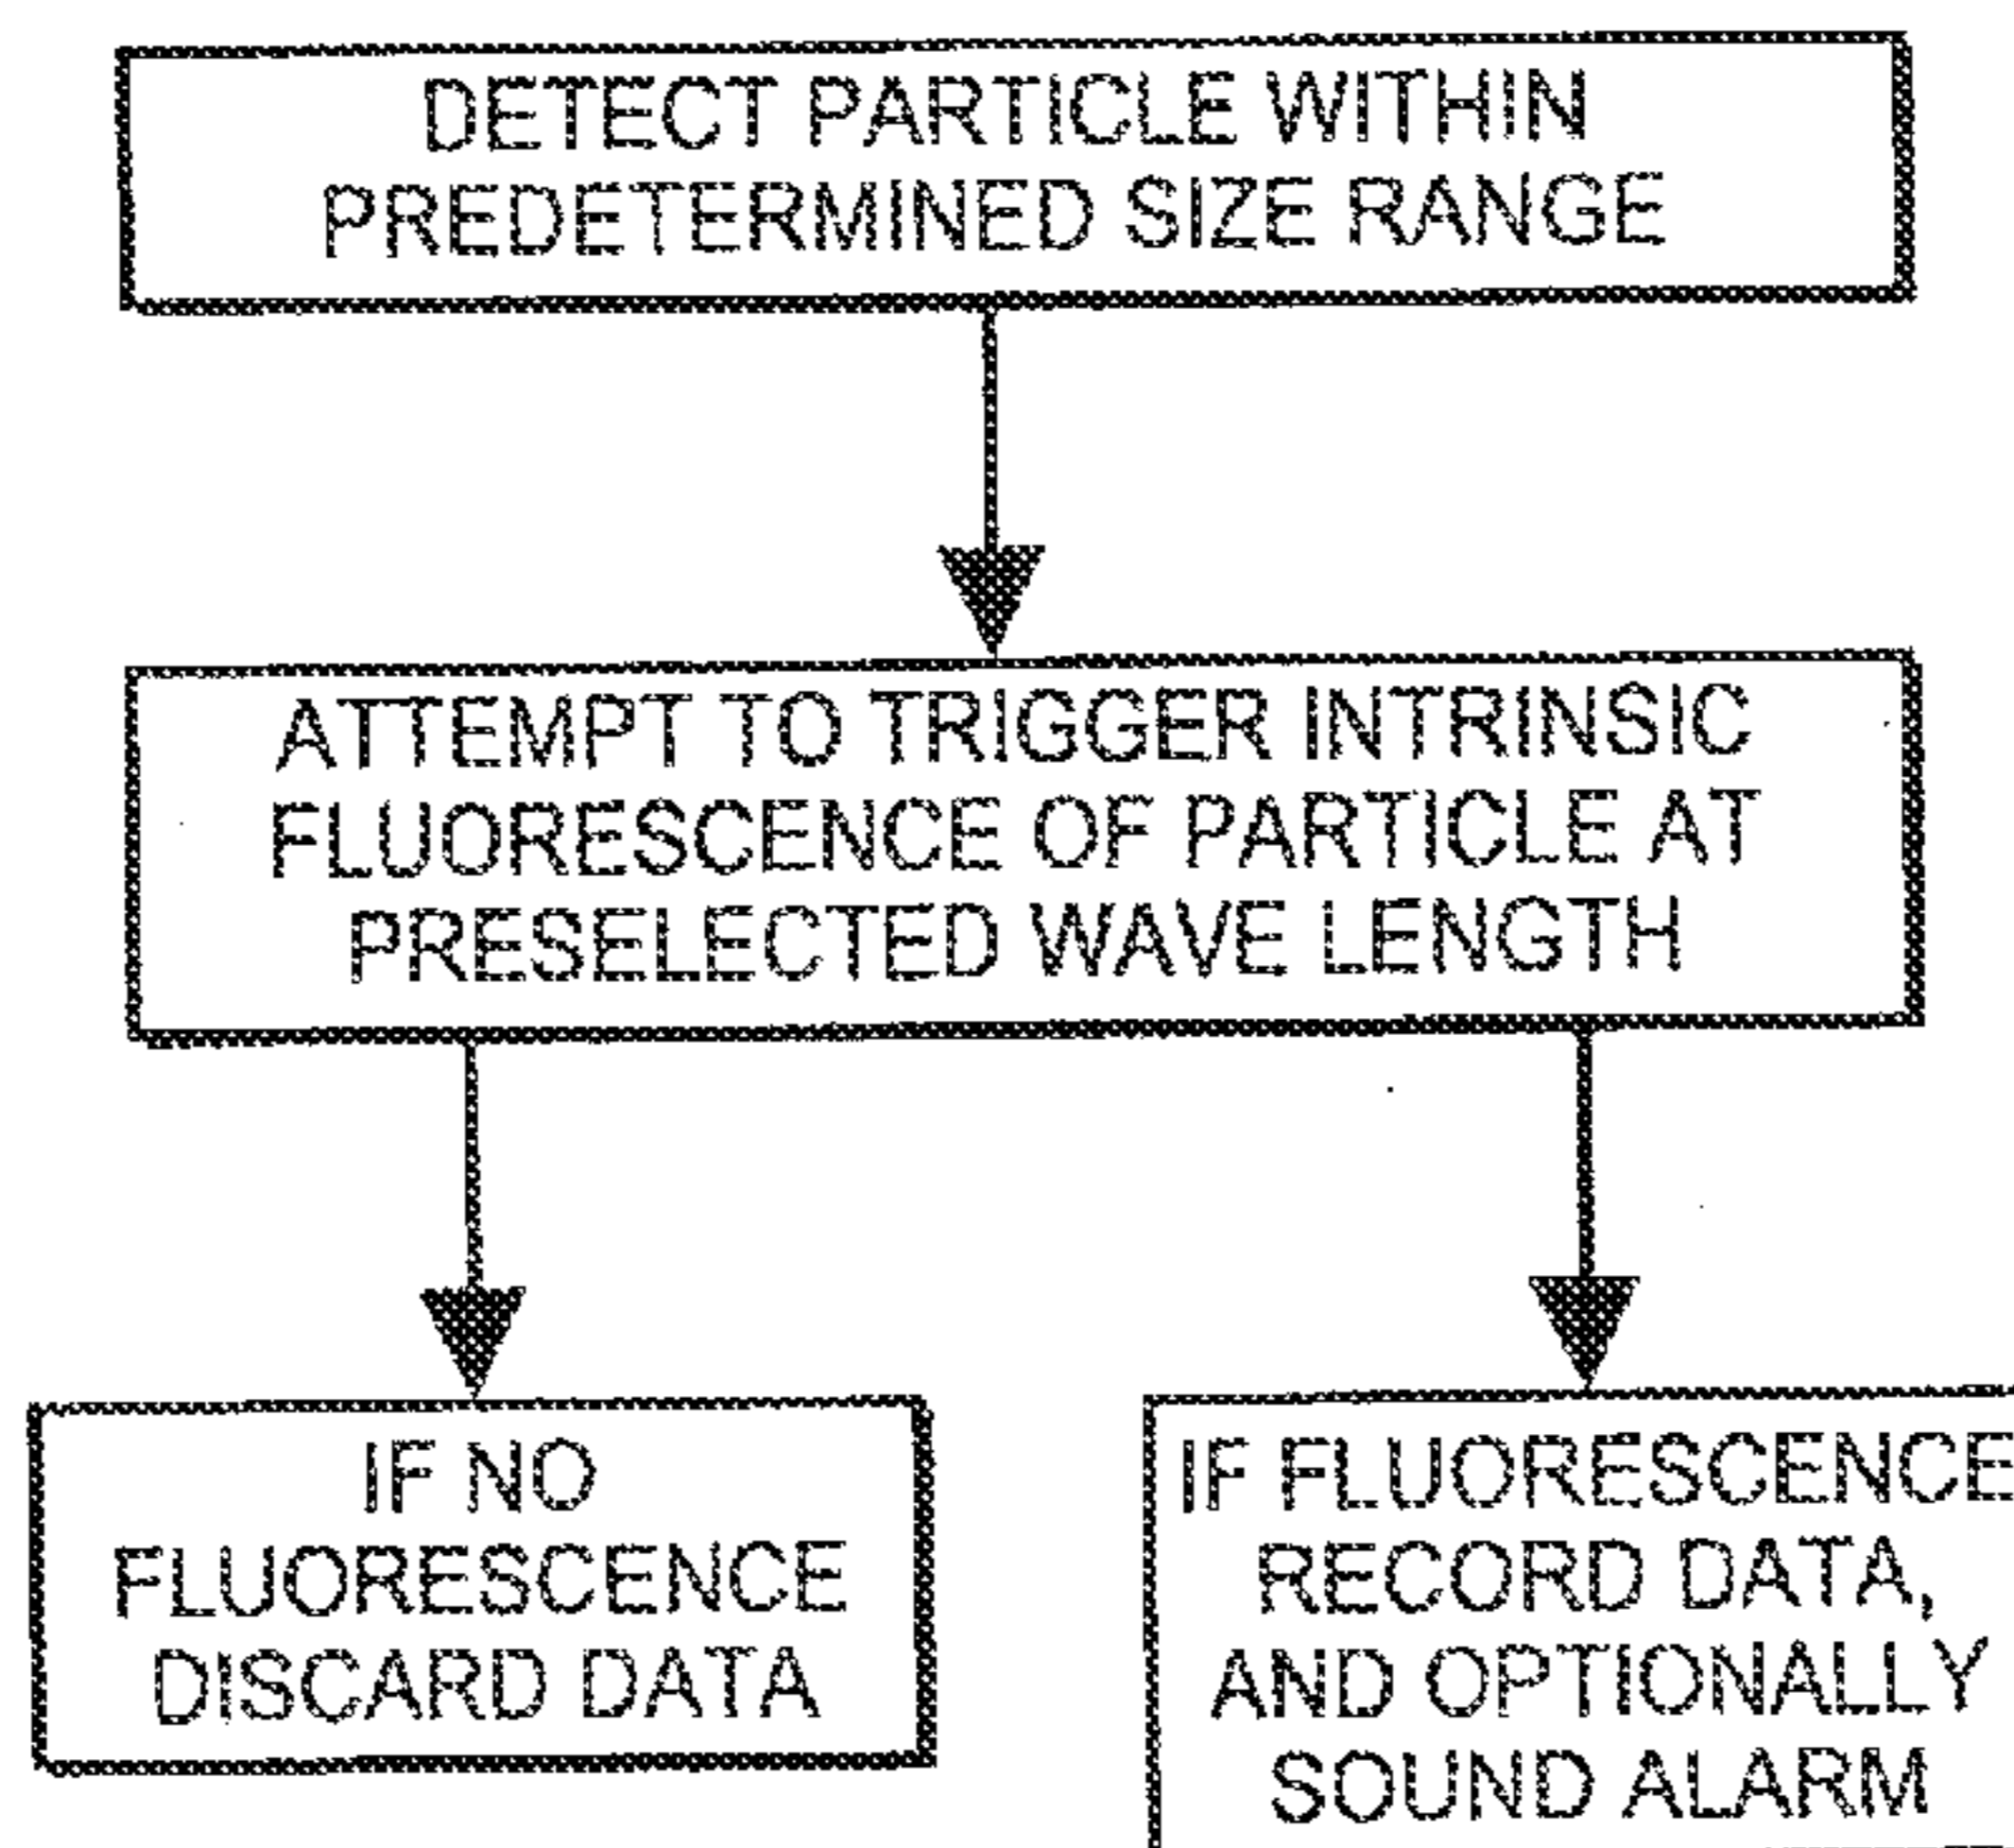 DETECT PARTICLE WITHIN
PREDETERMINED SIZE RANGE
ATTEMPT TO TRIGGER INTRINSIC
FLUORESCENCE OF PARTICLE AT
PRESELECTED WAVE LENGTH
IF NO
FLUORESCENCE
DISCARD DATA
IF FLUORESCENCE
RECORD DATA,
AND OPTIONALLY
SOUND ALARM